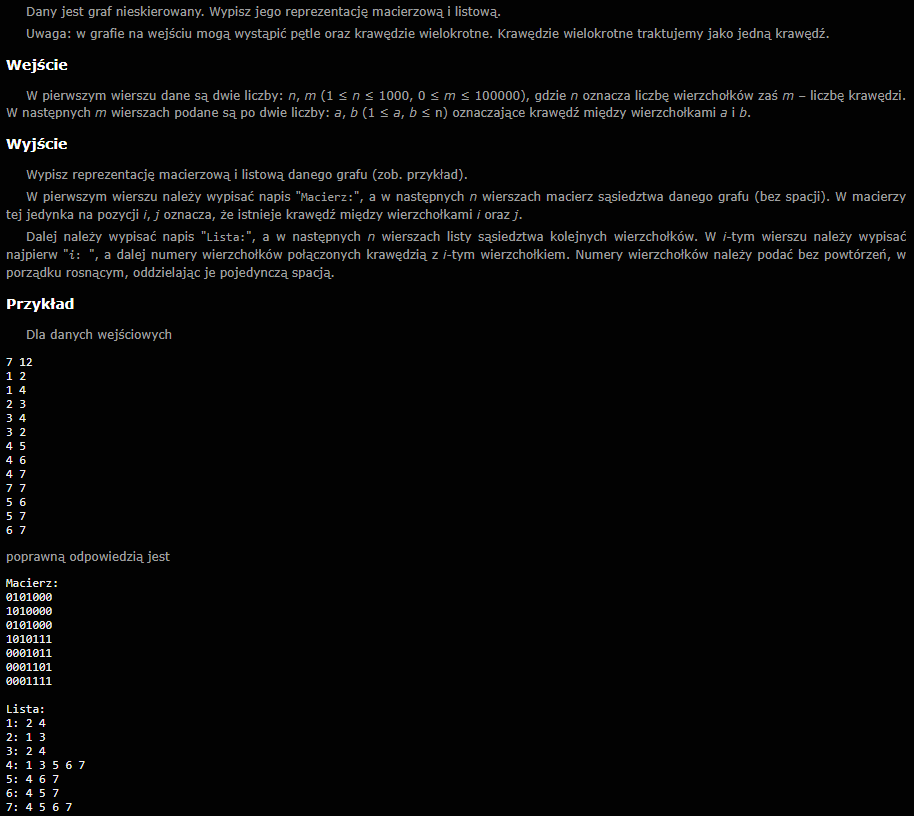 Dany jest graf nieskierowany. Wypisz jego reprezentację macierzową i listową.
Uwaga: w grafie na wejściu mogą wystąpić pętle oraz krawędzie wielokrotne. Krawędzie wielokrotne traktujemy jako jedną krawędź.
Wejście
W pierwszym wierszu dane są dwie liczby: n, m (1 ≤ n ≤ 1000, 0 ≤ m ≤ 100000), gdzie n oznacza liczbę wierzchołków zaś m – liczbę krawędzi.
W następnych m wierszach podane są po dwie liczby: a, b (1 ≤ a, b ≤ n) oznaczające krawędź między wierzchołkami a i b.
Wyjście
Wypisz reprezentację macierzową i listową danego grafu (zob. przykład).
W pierwszym wierszu należy wypisać napis "Macierz:", a w następnych n wierszach macierz sąsiedztwa danego grafu (bez spacji). W macierzy
tej jedynka na pozycji i, j oznacza, że istnieje krawędź między wierzchołkami i oraz j.
Dalej należy wypisać napis "Lista:", a w następnych n wierszach listy sąsiedztwa kolejnych wierzchołków. W i-tym wierszu należy wypisać
najpierw "i: ", a dalej numery wierzchołków połączonych krawędzią z i-tym wierzchołkiem. Numery wierzchołków należy podać bez powtórzeń, w
porządku rosnącym, oddzielając je pojedynczą spacją.
Przykład
Dla danych wejściowych
7 12
1 2
1 4
2 3
3 4
3 2
4 5
4 6
4 7
7 7
5 6
5 7
6 7
poprawną odpowiedzią jest
Macierz:
0101000
1010000
0101000
1010111
0001011
0001101
0001111
Lista:
1: 2 4
2: 1 3
3: 2 4
4: 1 3 5 6 7
5: 4 6 7
6: 4 5 7
7: 4 5 6 7